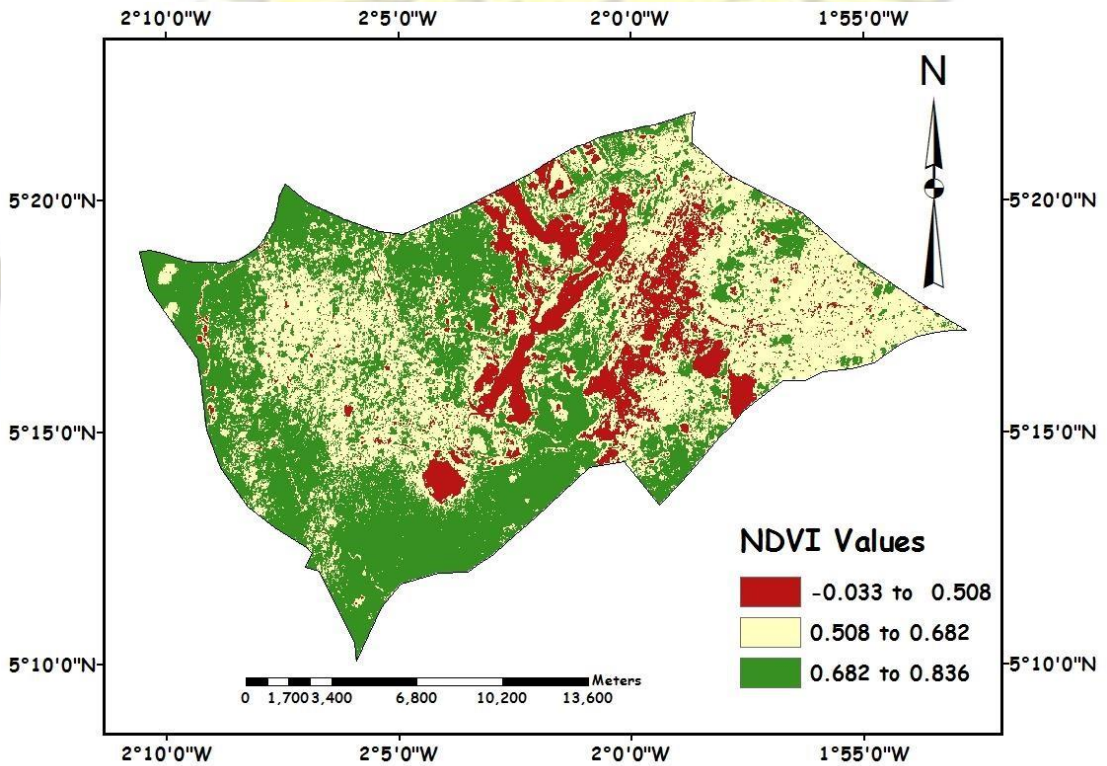 2°10'0"W 2°5'0"W 2°0'0"W 1°55'0"W
N
5°20'0"N 5°20'0"N
5°15'0"N 5°15'0"N
NDVI Values
-0.033 to 0.508
0.508 to 0.682
0.682 to 0.836
5°10'0"N 5°10'0"N
Meters
0 1,700 3,400 6,800 10,200 13,600
2°10'0"W 2°5'0"W 2°0'0"W 1°55'0"W